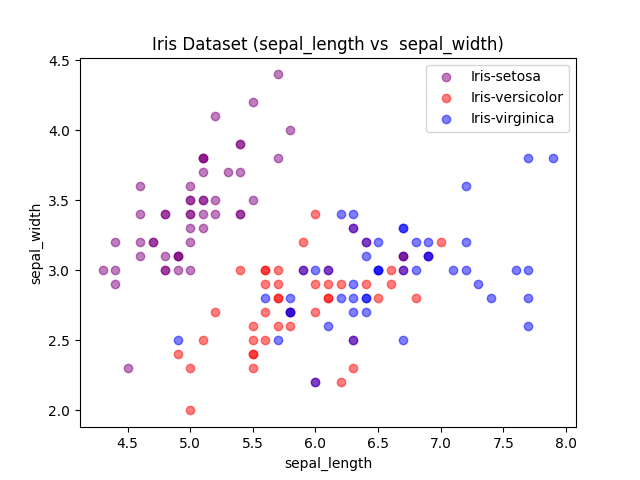 Iris Dataset (sepal_length vs  sepal_width)
Iris-setosa
Iris-versicolor
Iris-virginica
4.5
4.0
3.5
3.0
2.5
2.0
sepal_width
4.5 5.0 5.5 6.0 6.5 7.0 7.5 8.0
sepal_length